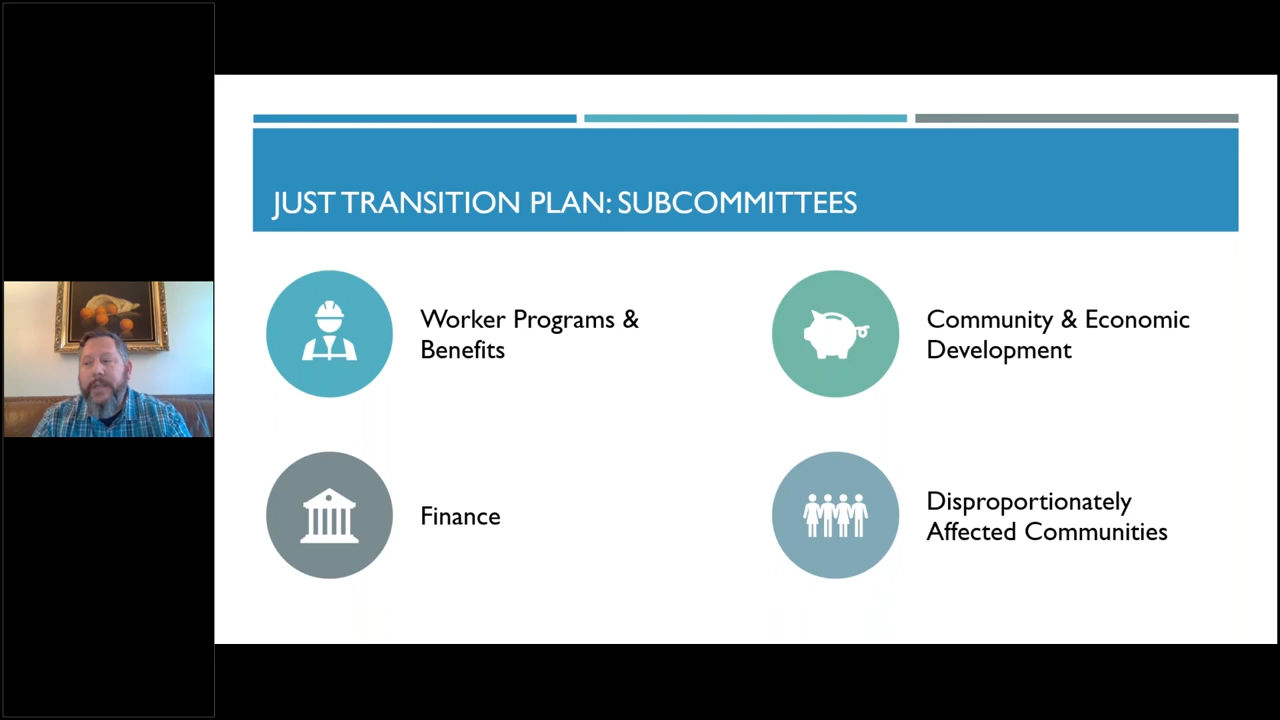 JUST TRANSITION PLAN: SUBCOMMITTEES
Worker Programs &
Benefits
Community & Economic
Development
Finance
Disproportionately
Affected Communities